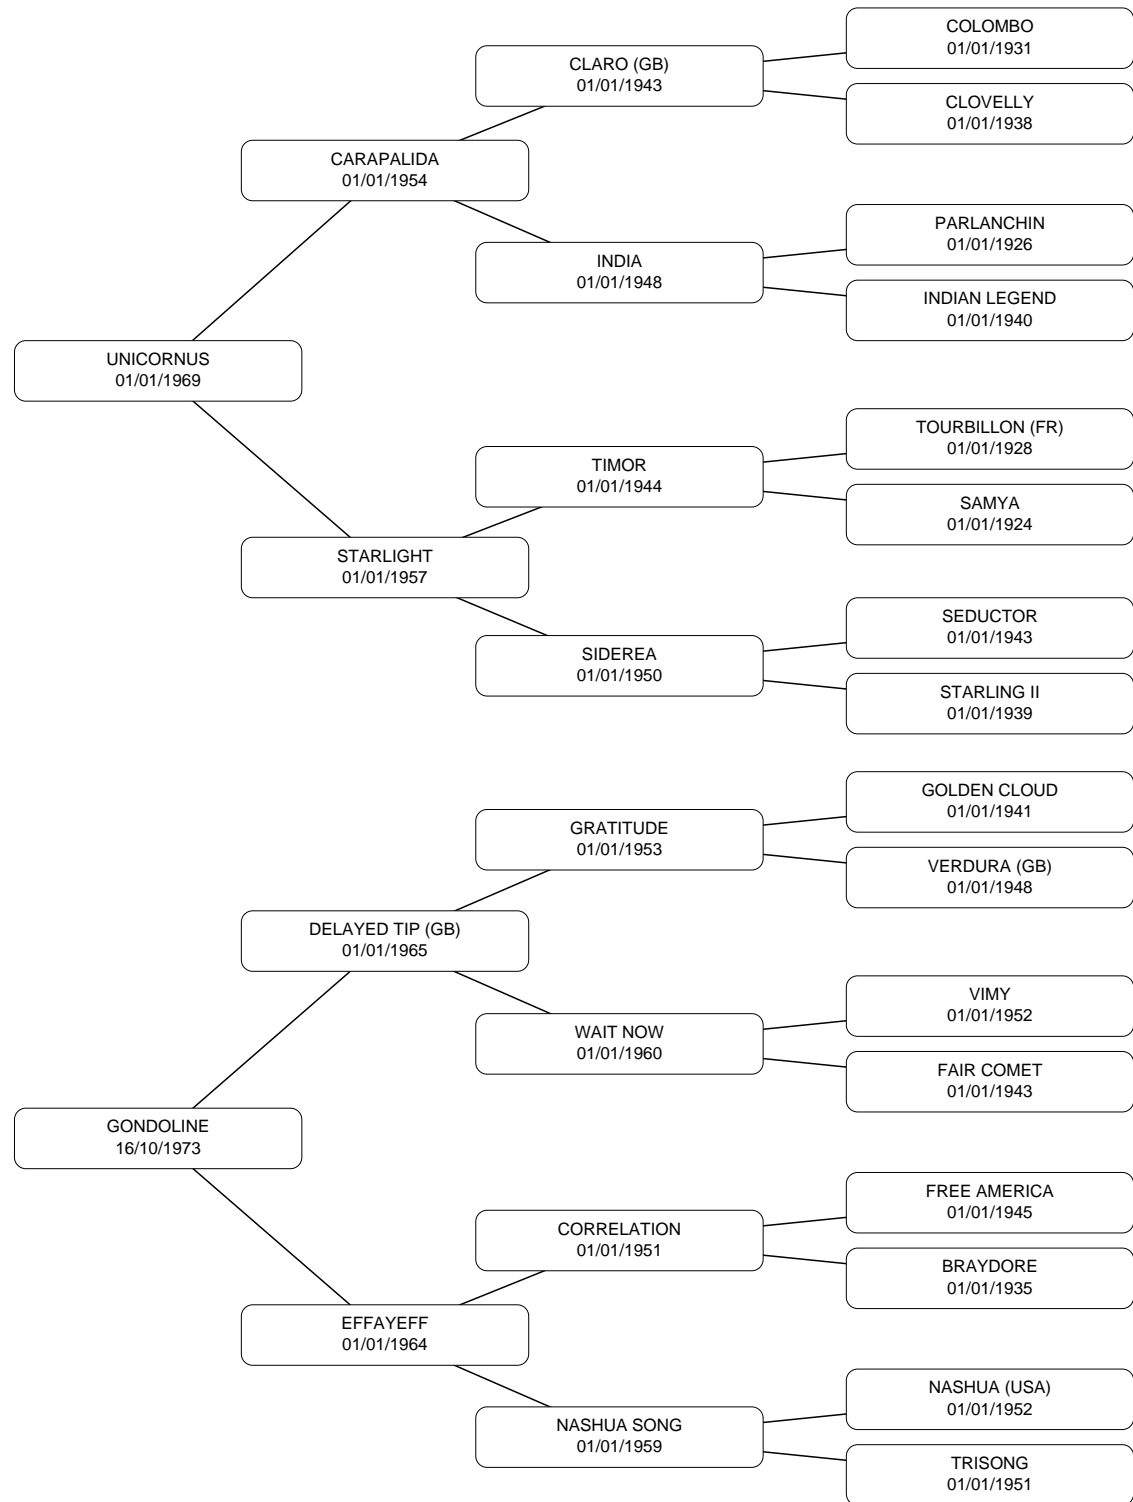 COLOMBO
01/01/1931
CLARO (GB)
01/01/1943
CLOVELLY
01/01/1938
CARAPALIDA
01/01/1954
PARLANCHIN
01/01/1926
INDIA
01/01/1948
INDIAN LEGEND
01/01/1940
UNICORNUS
01/01/1969
TOURBILLON (FR)
01/01/1928
TIMOR
01/01/1944
SAMYA
01/01/1924
STARLIGHT
01/01/1957
SEDUCTOR
01/01/1943
SIDEREA
01/01/1950
STARLING II
01/01/1939
GOLDEN CLOUD
01/01/1941
GRATITUDE
01/01/1953
VERDURA (GB)
01/01/1948
DELAYED TIP (GB)
01/01/1965
VIMY
01/01/1952
WAIT NOW
01/01/1960
FAIR COMET
01/01/1943
GONDOLINE
16/10/1973
FREE AMERICA
01/01/1945
CORRELATION
01/01/1951
BRAYDORE
01/01/1935
EFFAYEFF
01/01/1964
NASHUA (USA)
01/01/1952
NASHUA SONG
01/01/1959
TRISONG
01/01/1951